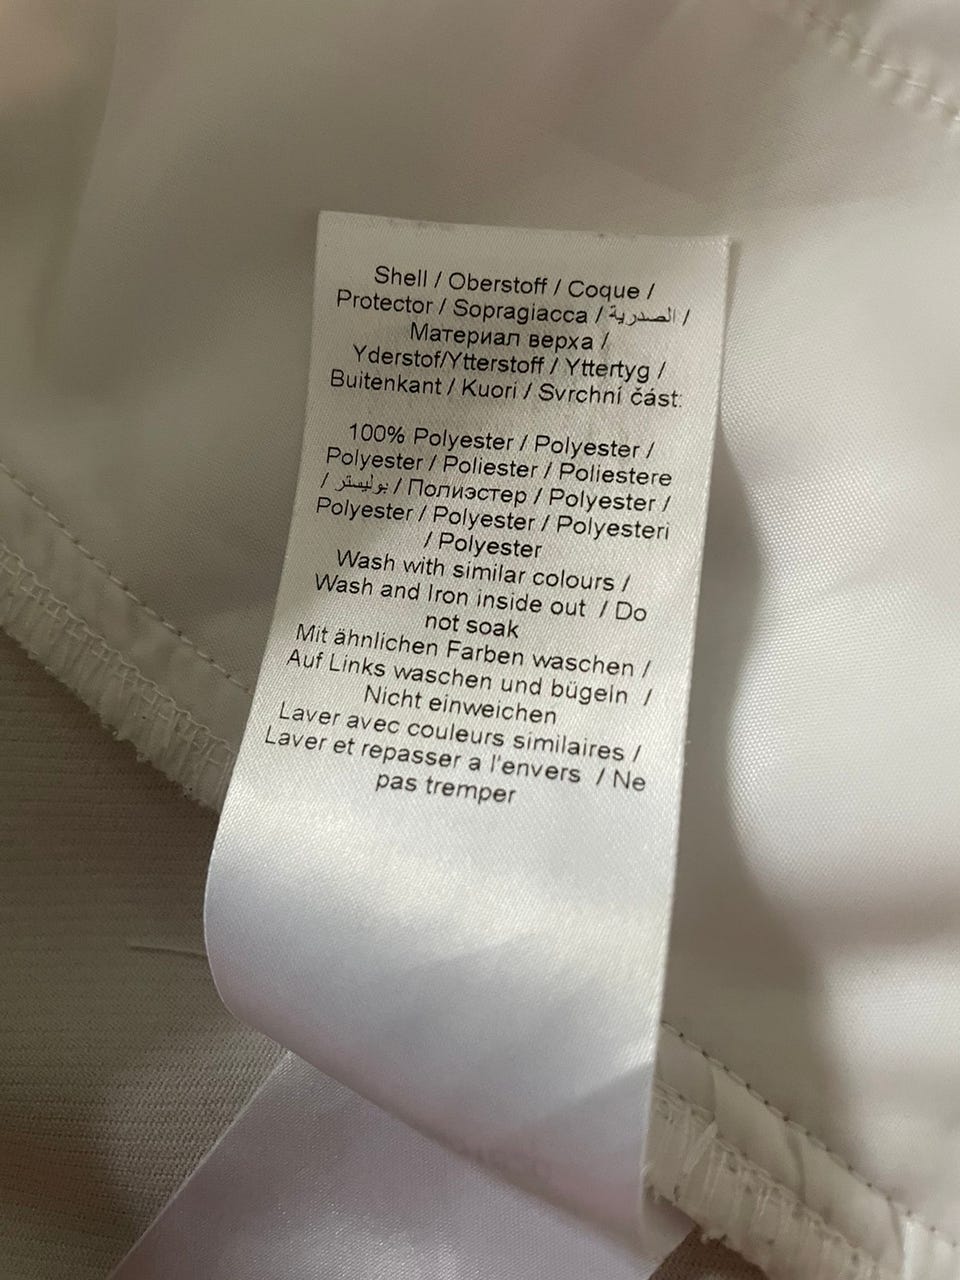 Shell / Oberstoff / Coque /
Protector / Sopragiacca / الصدرية /
Материал верха /
Yderstof/Ytterstoff / Yttertyg /
Buitenkant / Kuori / Svrchní část:
100% Polyester / Polyester /
Polyester / Poliester / Poliestere
/ بوليستر / Полиэстер / Polyester /
Polyester / Polyester / Polyesteri
/ Polyester
Wash with similar colours /
Wash and Iron inside out / Do
not soak
Mit ähnlichen Farben waschen /
Auf Links waschen und bügeln /
Nicht einweichen
Laver avec couleurs similaires /
Laver et repasser a l'envers / Ne
pas tremper